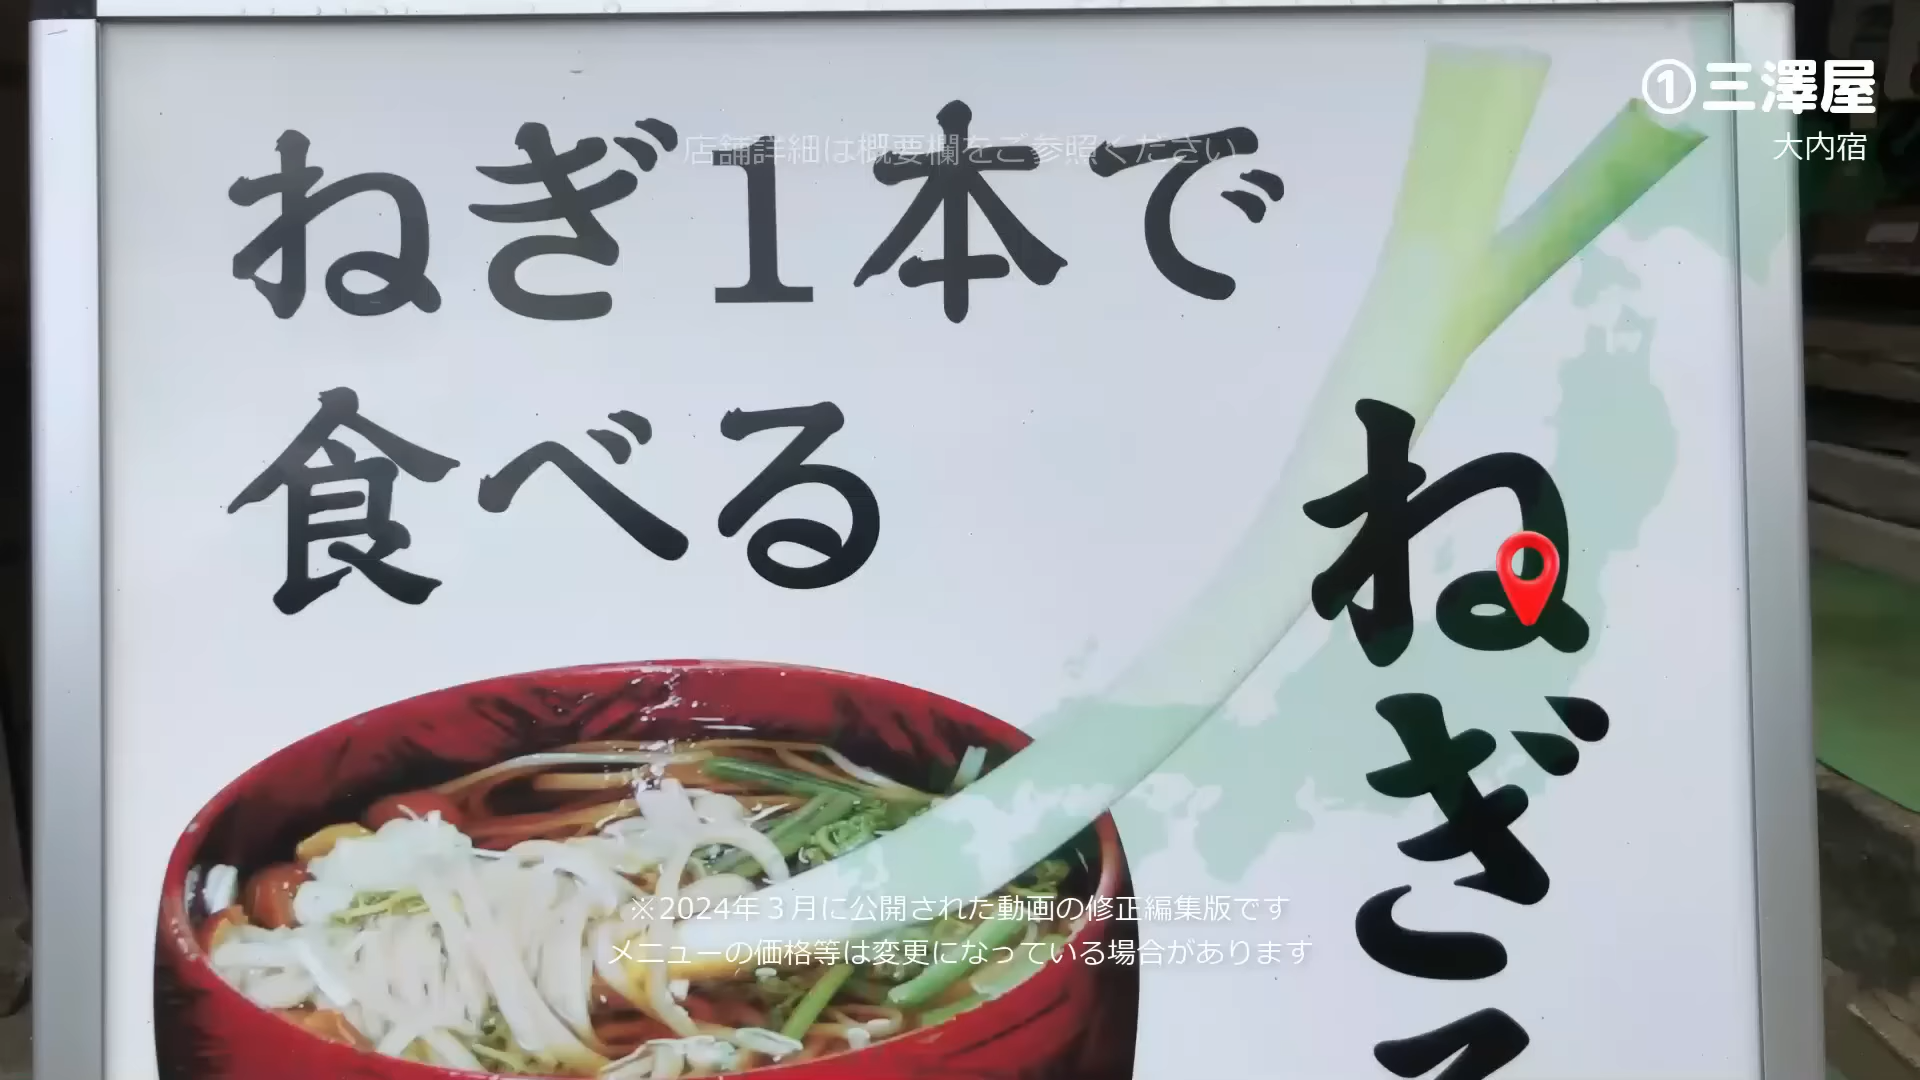 ①三澤屋
大内宿
店舗詳細は概要欄をご参照ください
ねぎ1本で
食べる
ねぎそ
※2024年３月に公開された動画の修正編集版です
メニューの価格等は変更になっている場合があります